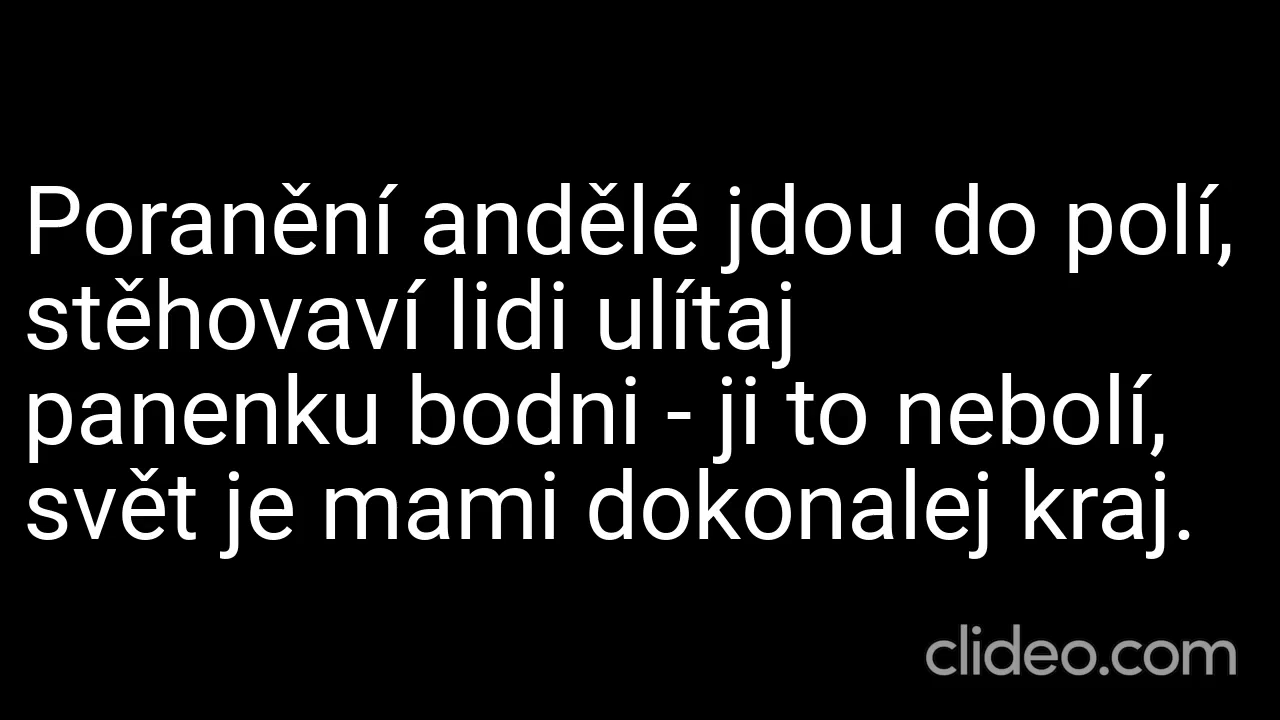 Poranění andělé jdou do polí,
stěhovaví lidi ulítaj
panenku bodni - ji to nebolí,
svět je mami dokonalej kraj.
clideo.com